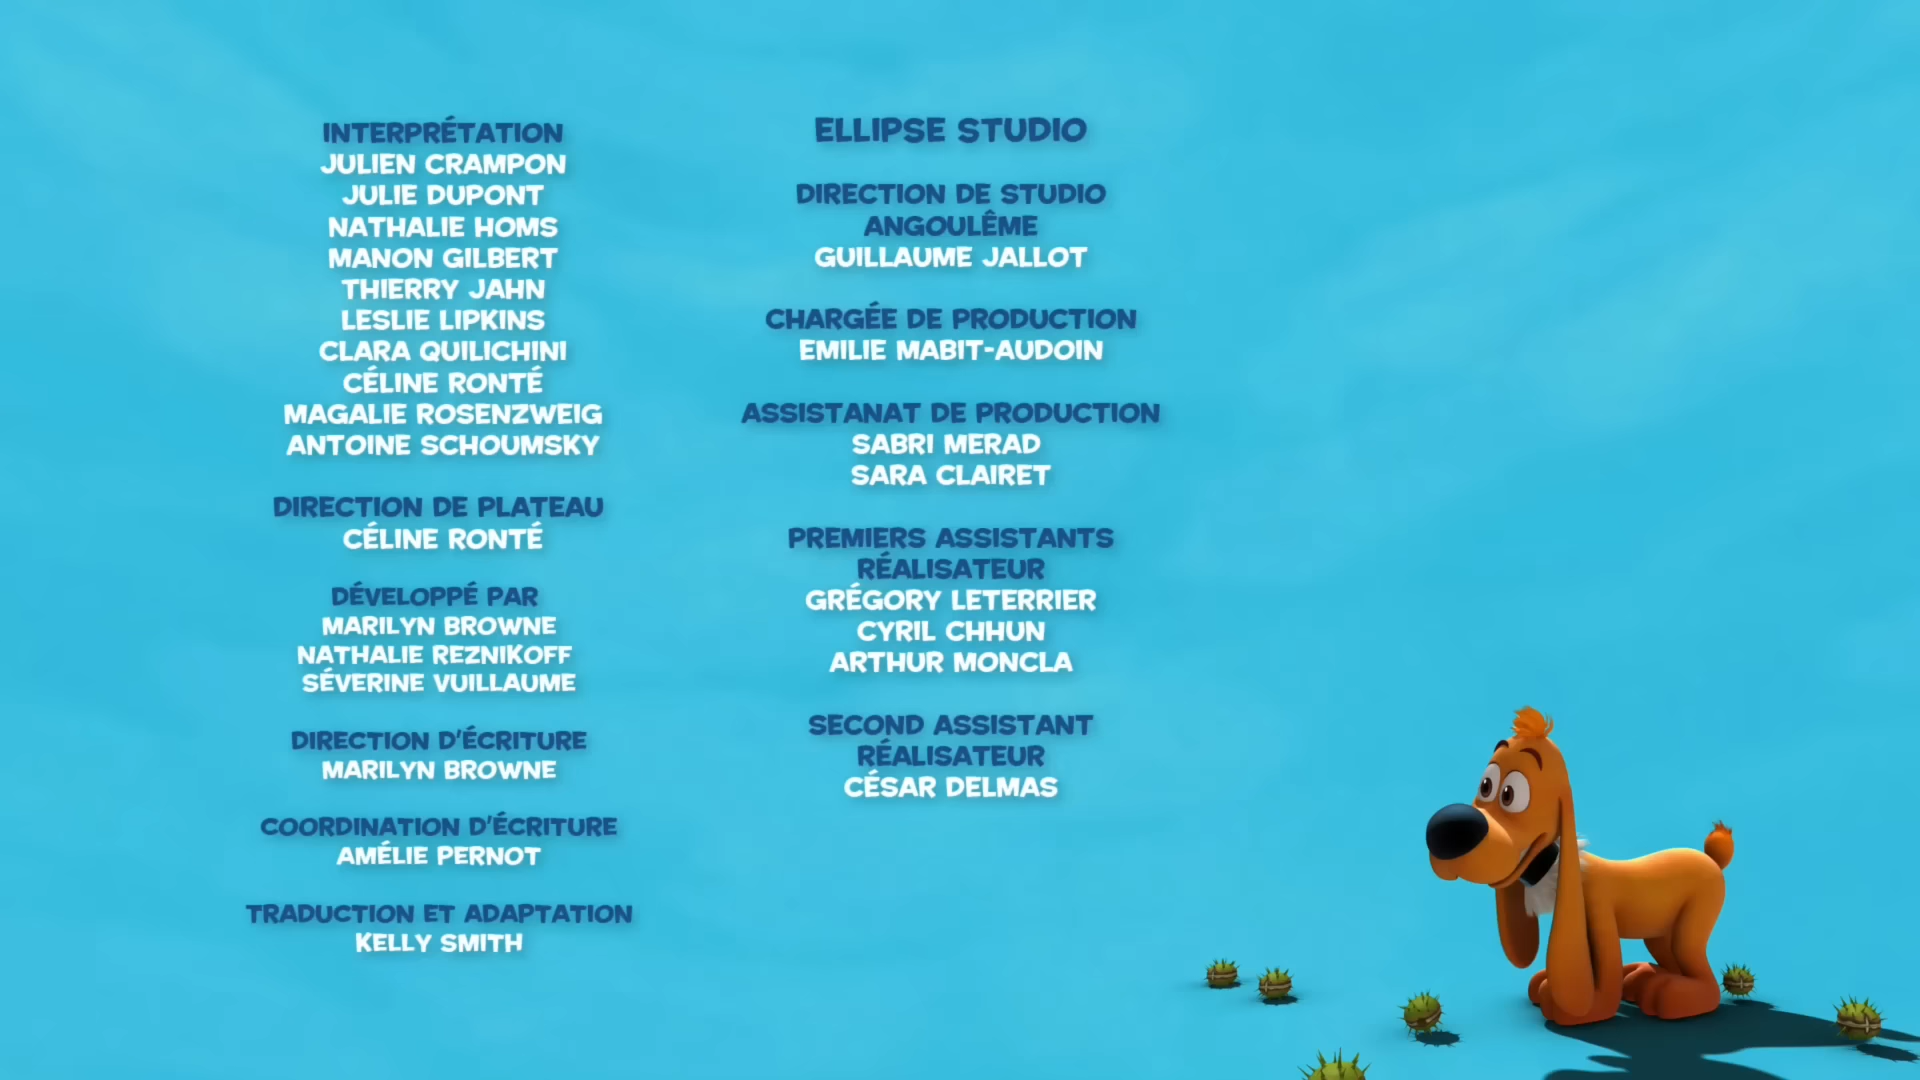 INTERPRÉTATION
JULIEN CRAMPON
JULIE DUPONT
NATHALIE HOMS
MANON GILBERT
THIERRY JAHN
LESLIE LIPKINS
CLARA QUILICHINI
CÉLINE RONTÉ
MAGALIE ROSENZWEIG
ANTOINE SCHOUMSKY
DIRECTION DE PLATEAU
CÉLINE RONTÉ
DÉVELOPPÉ PAR
MARILYN BROWNE
NATHALIE REZNIKOFF
SÉVERINE VUILLAUME
DIRECTION D'ÉCRITURE
MARILYN BROWNE
COORDINATION D'ÉCRITURE
AMÉLIE PERNOT
TRADUCTION ET ADAPTATION
KELLY SMITH
ELLIPSE STUDIO
DIRECTION DE STUDIO
ANGOULÊME
GUILLAUME JALLOT
CHARGÉE DE PRODUCTION
EMILIE MABIT-AUDOIN
ASSISTANAT DE PRODUCTION
SABRI MERAD
SARA CLAIRET
PREMIERS ASSISTANTS
RÉALISATEUR
GRÉGORY LETERRIER
CYRIL CHHUN
ARTHUR MONCLA
SECOND ASSISTANT
RÉALISATEUR
CÉSAR DELMAS